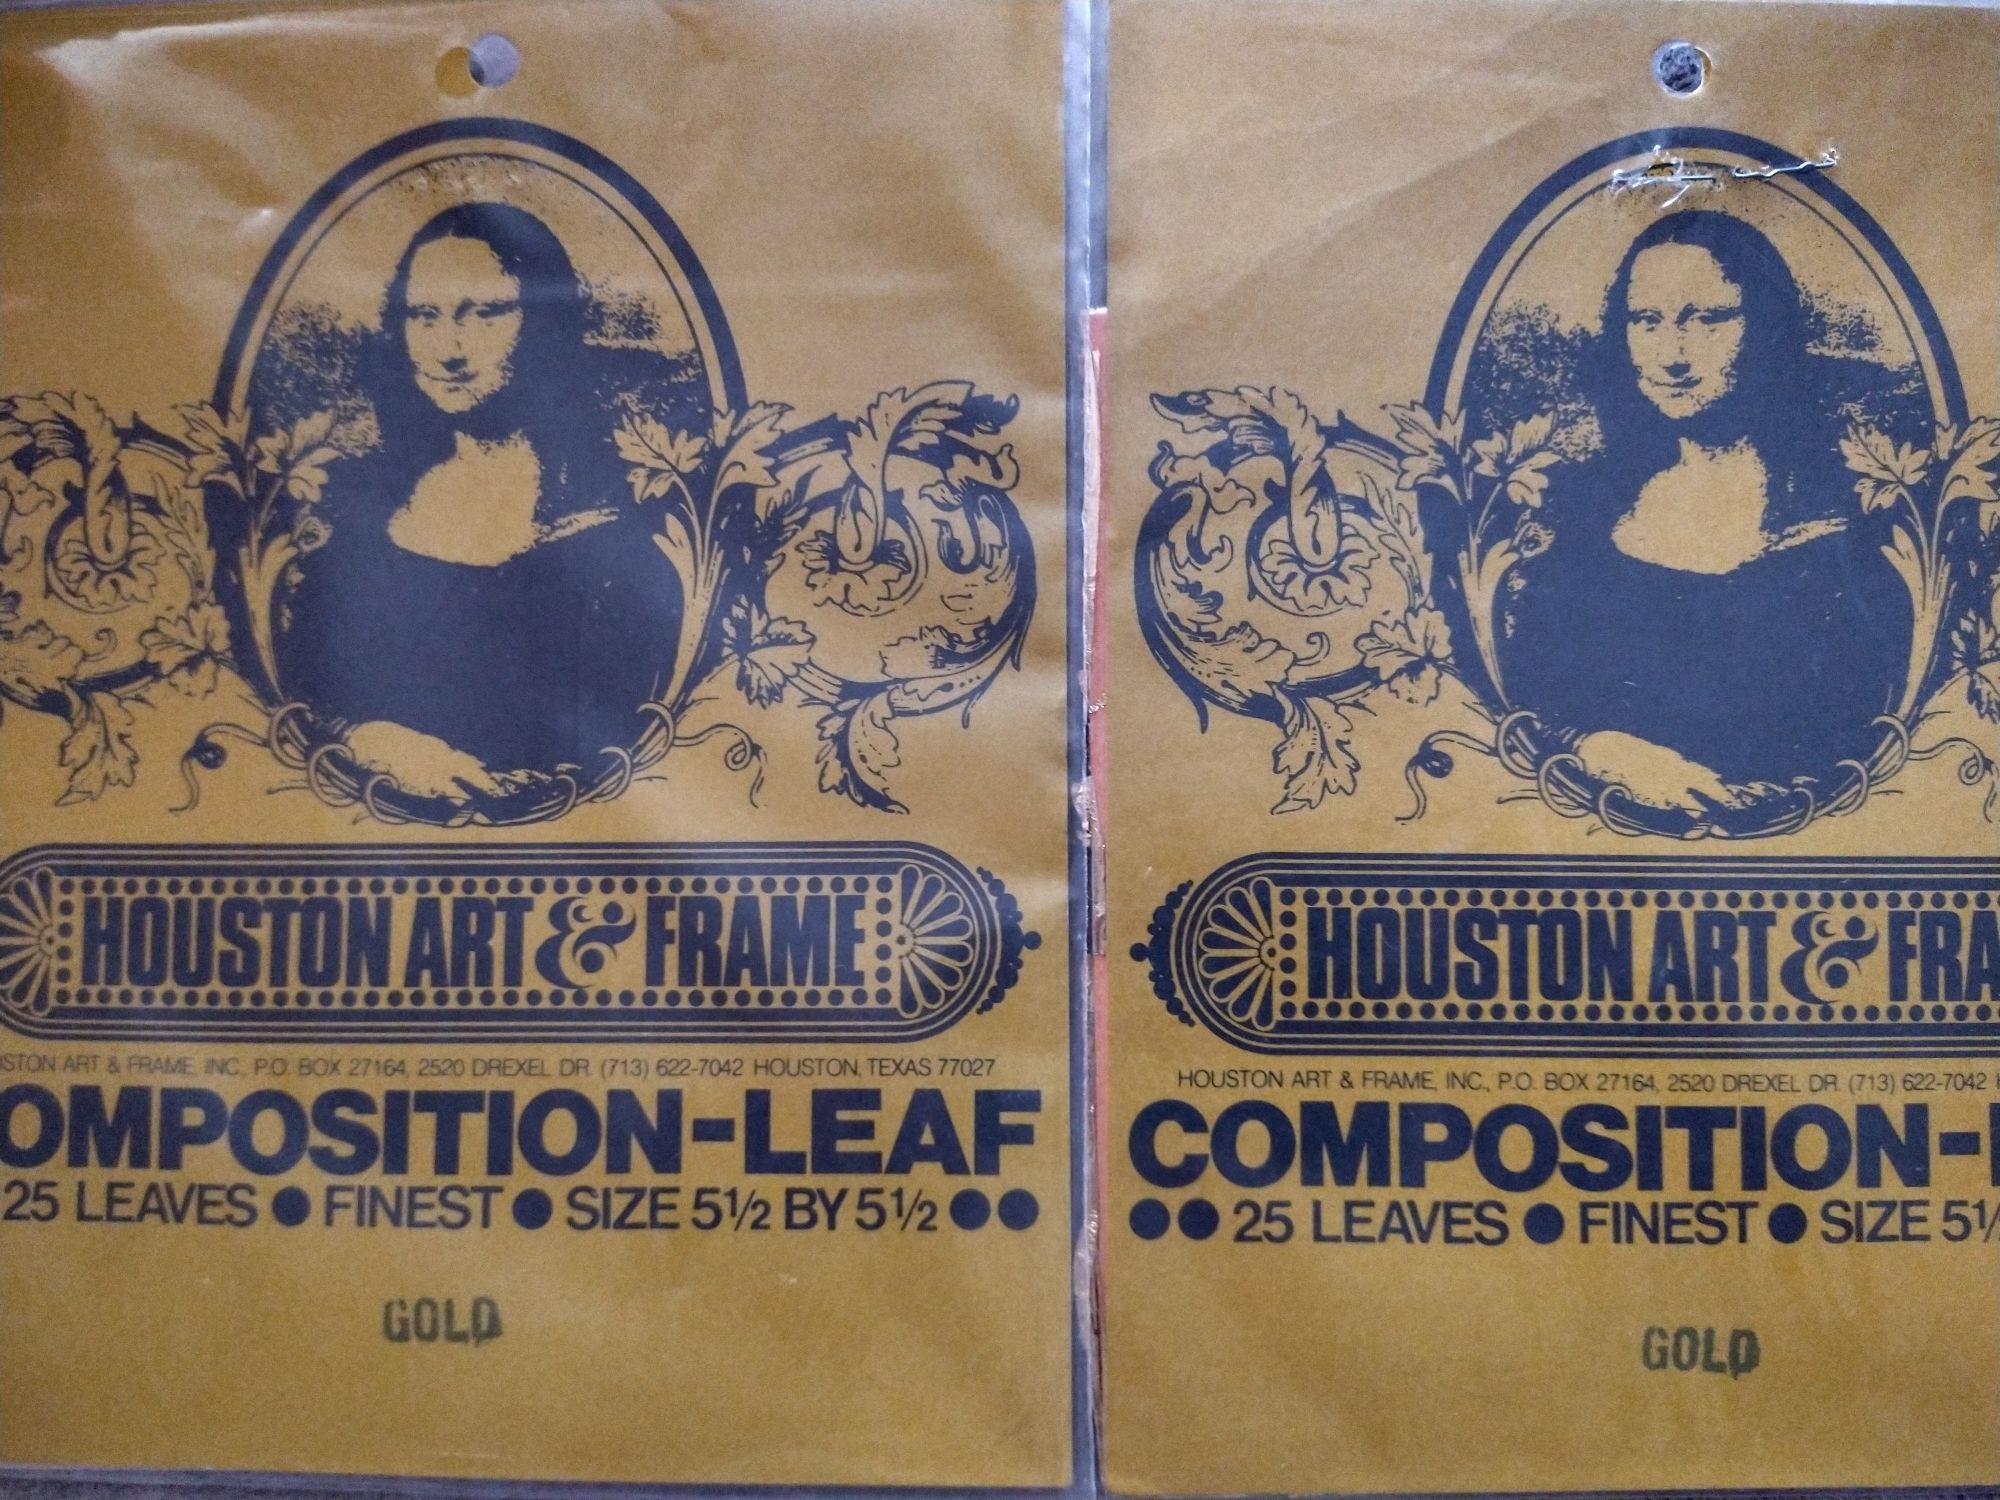 HOUSTON ART & FRAME
STON ART & FRAME, INC., P.O. BOX 27164, 2520 DREXEL DR. (713) 622-7042 HOUSTON, TEXAS 77027
OMPOSITION-LEAF
25 LEAVES ● FINEST ● SIZE 5½ BY 5½ ●●
GOLD
HOUSTON ART & FRA
HOUSTON ART & FRAME, INC., P.O. BOX 27164, 2520 DREXEL DR. (713) 622-7042 H
COMPOSITION-L
●● 25 LEAVES ● FINEST ● SIZE 5½
GOLD